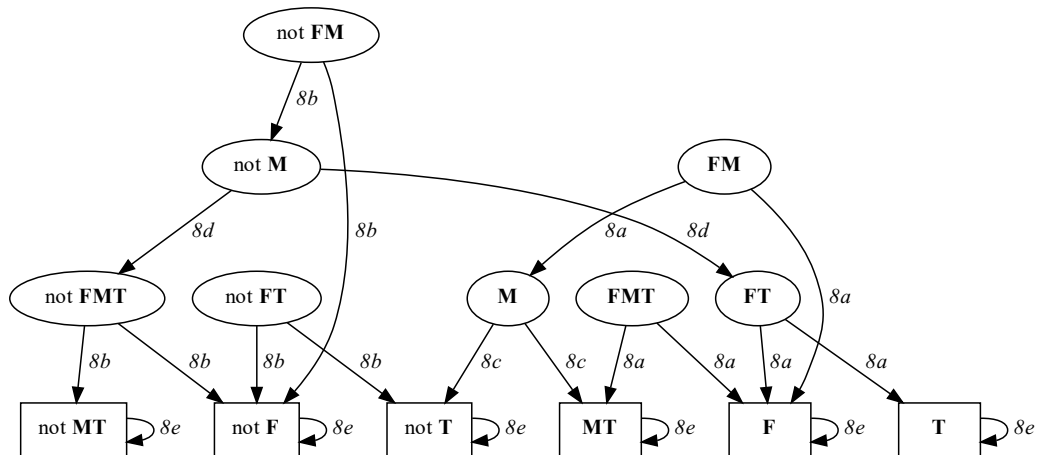 not FM
8b
not M
FM
8d
8b
8a
8d
not FMT
not FT
M
FMT
FT
8a
8b
8b
8b
8b
8c
8c
8a
8a
8a
8a
not MT
8e
not F
8e
not T
8e
MT
8e
F
8e
T
8e